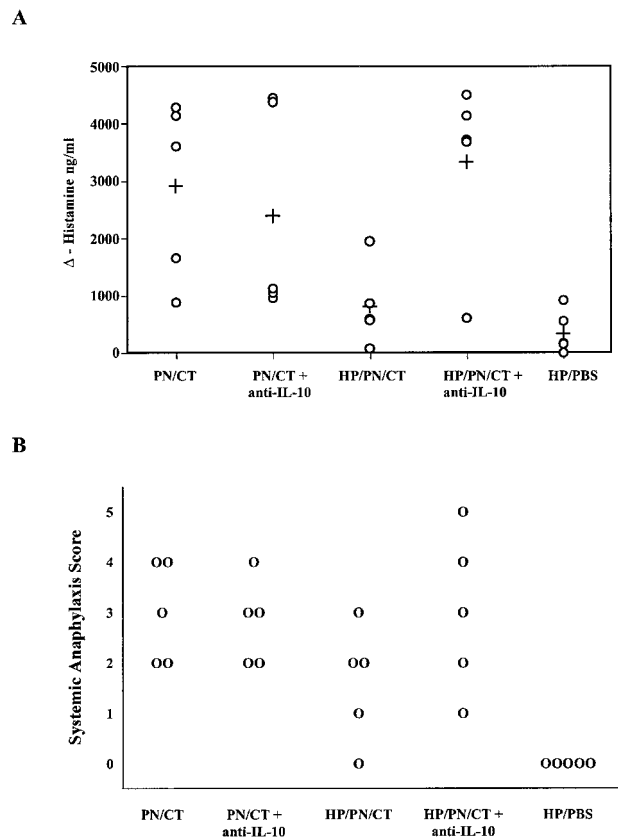 A
5000
4000
3000
2000
1000
0
Δ - Histamine ng/ml
PN/CT
PN/CT +
anti-IL-10
HP/PN/CT
HP/PN/CT +
anti-IL-10
HP/PBS
B
5
4
3
2
1
0
Systemic Anaphylaxis Score
PN/CT
PN/CT +
anti-IL-10
HP/PN/CT
HP/PN/CT +
anti-IL-10
HP/PBS